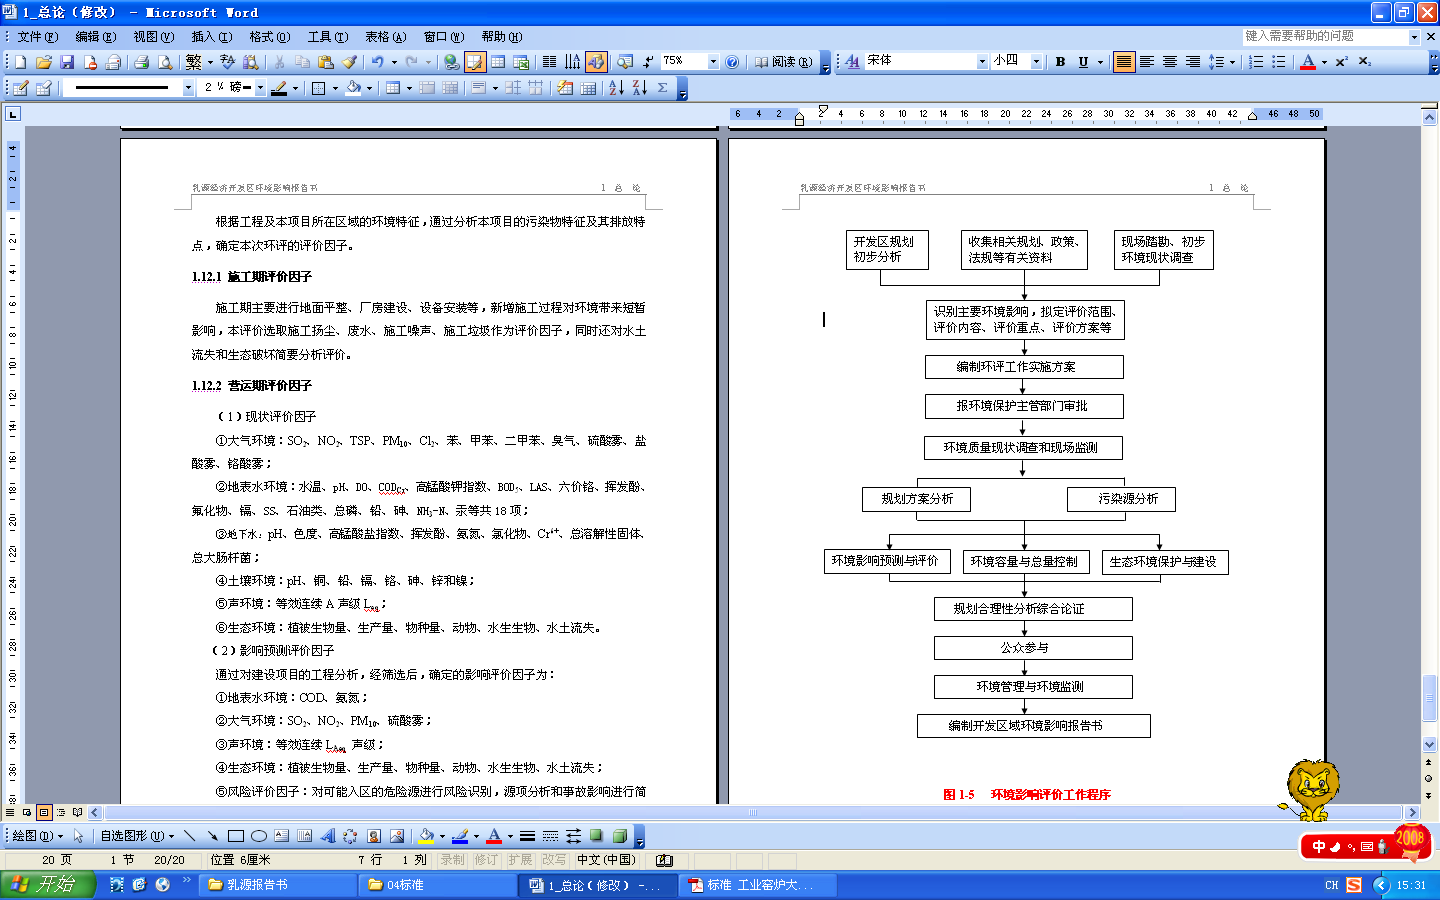 1_总论（修改） - Microsoft Word
文件(F) 编辑(E) 视图(V) 插入(I) 格式(O) 工具(T) 表格(A) 窗口(W) 帮助(H) 键入需要帮助的问题
繁 75% 阅读(R) 宋体 小四 B U A x² x₂
2 ¼ 磅
6 4 2 2 4 6 8 10 12 14 16 18 20 22 24 26 28 30 32 34 36 38 40 42 46 48 50
乳源经济开发区环境影响报告书 1 总 论
根据工程及本项目所在区域的环境特征，通过分析本项目的污染物特征及其排放特
点，确定本次环评的评价因子。
1.12.1 施工期评价因子
施工期主要进行地面平整、厂房建设、设备安装等，新增施工过程对环境带来短暂
影响，本评价选取施工扬尘、废水、施工噪声、施工垃圾作为评价因子，同时还对水土
流失和生态破坏简要分析评价。
1.12.2 营运期评价因子
（1）现状评价因子
①大气环境：SO₂、NO₂、TSP、PM₁₀、Cl₂、苯、甲苯、二甲苯、臭气、硫酸雾、盐
酸雾、铬酸雾；
②地表水环境：水温、pH、DO、CODCr、高锰酸钾指数、BOD₅、LAS、六价铬、挥发酚、
氟化物、镉、SS、石油类、总磷、铅、砷、NH₃-N、汞等共 18 项；
③地下水：pH、色度、高锰酸盐指数、挥发酚、氨氮、氯化物、Cr⁶⁺、总溶解性固体、
总大肠杆菌；
④土壤环境：pH、铜、铅、镉、铬、砷、锌和镍；
⑤声环境：等效连续 A 声级 Leq；
⑥生态环境：植被生物量、生产量、物种量、动物、水生生物、水土流失。
（2）影响预测评价因子
通过对建设项目的工程分析，经筛选后，确定的影响评价因子为：
①地表水环境：COD、氨氮；
②大气环境：SO₂、NO₂、PM₁₀、硫酸雾；
③声环境：等效连续 LAeq 声级；
④生态环境：植被生物量、生产量、物种量、动物、水生生物、水土流失；
⑤风险评价因子：对可能入区的危险源进行风险识别，源项分析和事故影响进行简
乳源经济开发区环境影响报告书 1 总 论
开发区规划
初步分析
收集相关规划、政策、
法规等有关资料
现场踏勘、初步
环境现状调查
识别主要环境影响，拟定评价范围、
评价内容、评价重点、评价方案等
编制环评工作实施方案
报环境保护主管部门审批
环境质量现状调查和现场监测
规划方案分析 污染源分析
环境影响预测与评价 环境容量与总量控制 生态环境保护与建设
规划合理性分析综合论证
公众参与
环境管理与环境监测
编制开发区域环境影响报告书
图 1-5 环境影响评价工作程序
绘图(D) 自选图形(U)
中 2008
20 页 1 节 20/20 位置 6厘米 7 行 1 列 录制 修订 扩展 改写 中文(中国)
开始 乳源报告书 04标准 1_总论（修改） -... 标准 工业窑炉大... CH 15:31